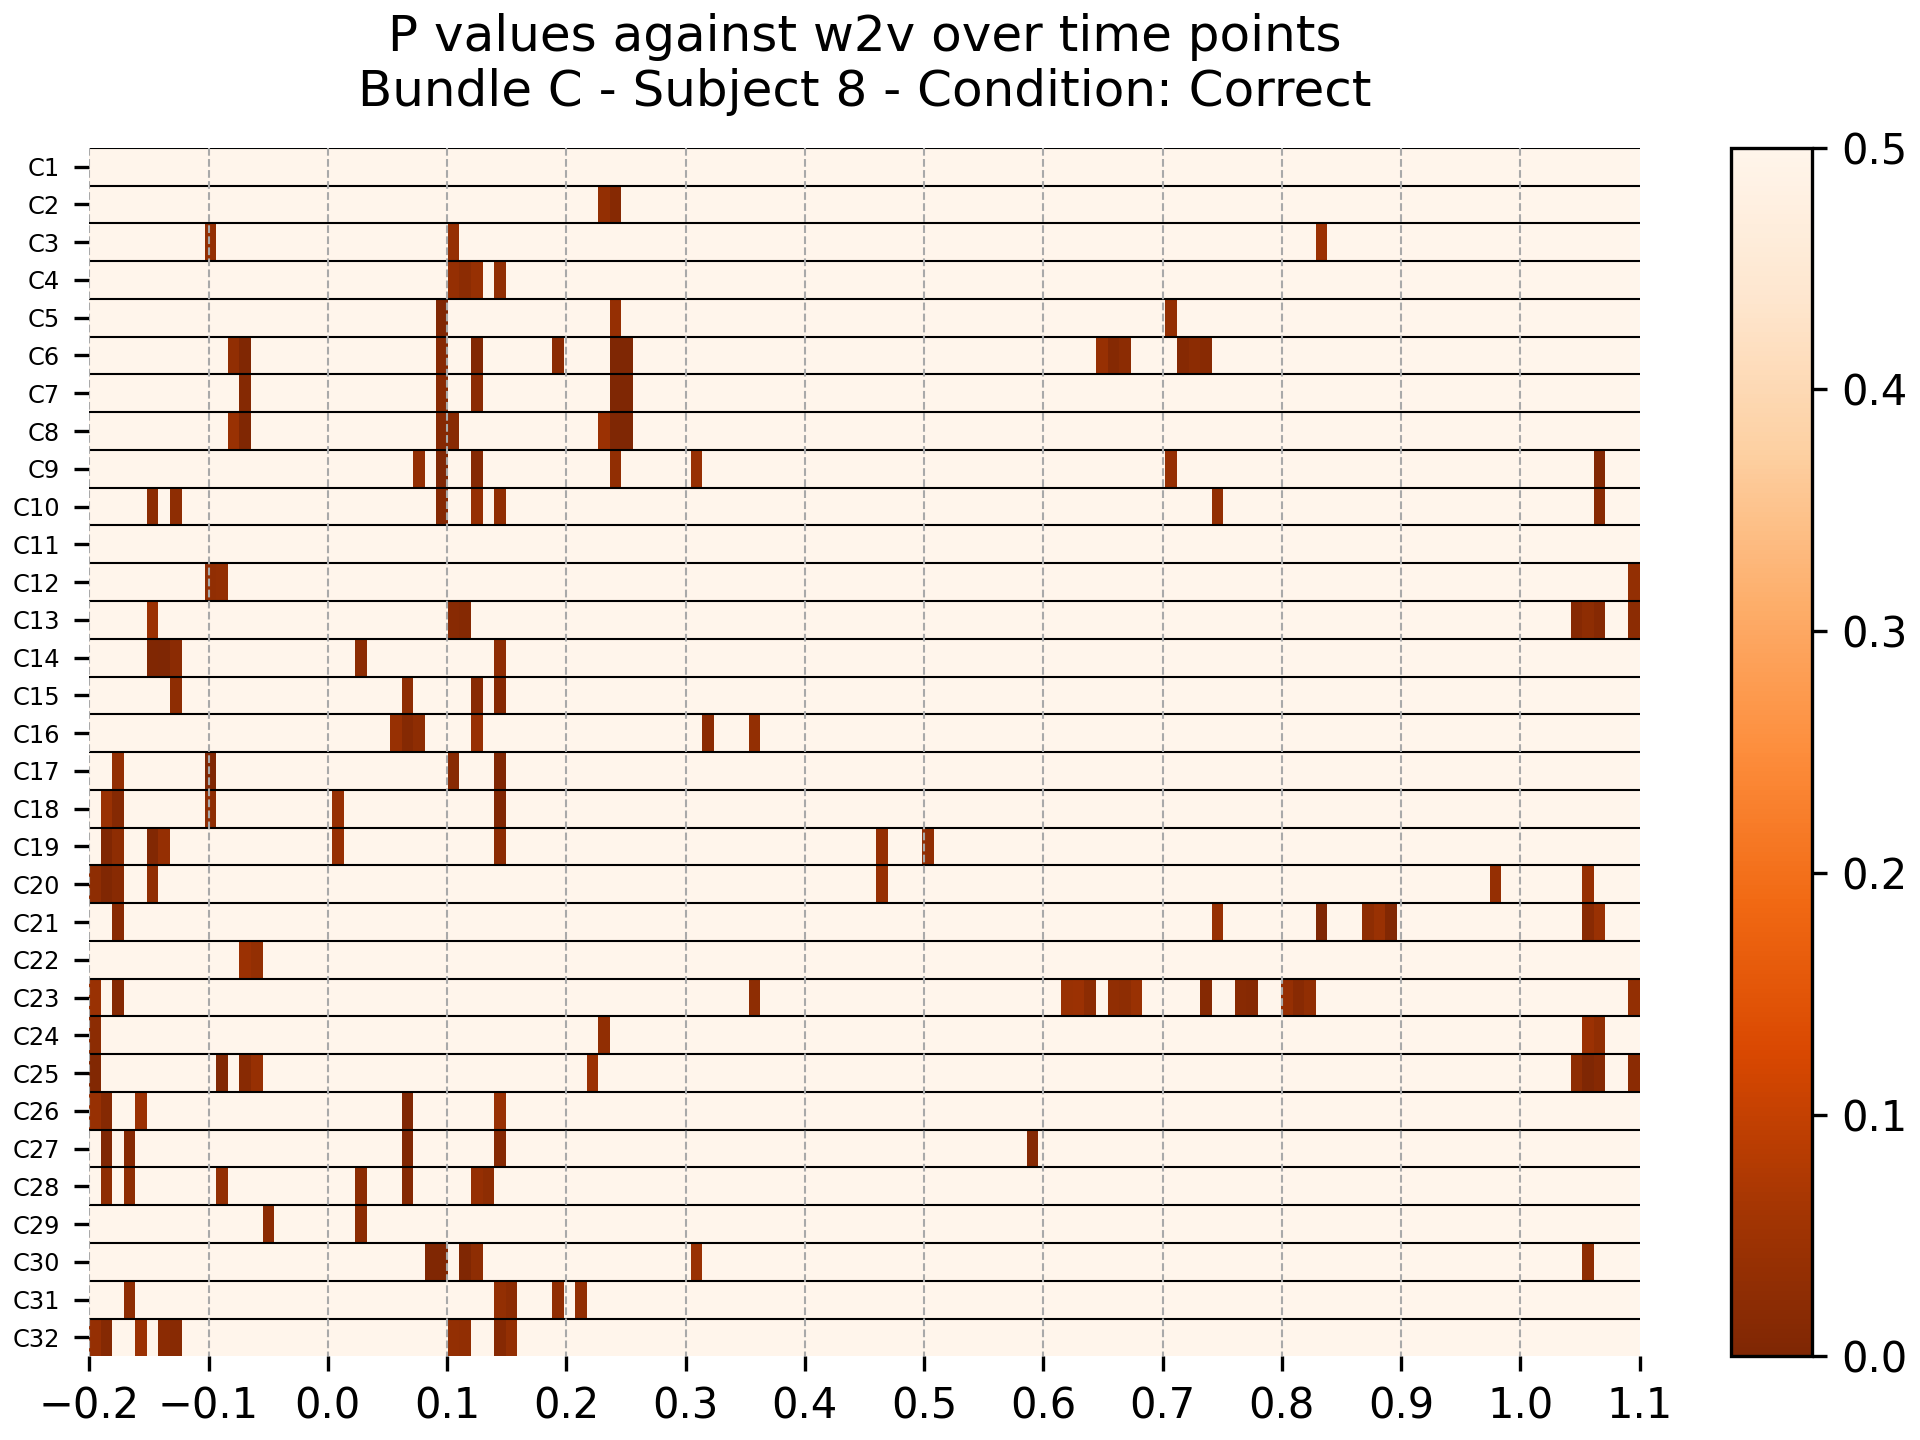 P values against w2v over time points
Bundle C - Subject 8 - Condition: Correct
C1
C2
C3
C4
C5
C6
C7
C8
C9
C10
C11
C12
C13
C14
C15
C16
C17
C18
C19
C20
C21
C22
C23
C24
C25
C26
C27
C28
C29
C30
C31
C32
−0.2 −0.1 0.0 0.1 0.2 0.3 0.4 0.5 0.6 0.7 0.8 0.9 1.0 1.1
0.5
0.4
0.3
0.2
0.1
0.0